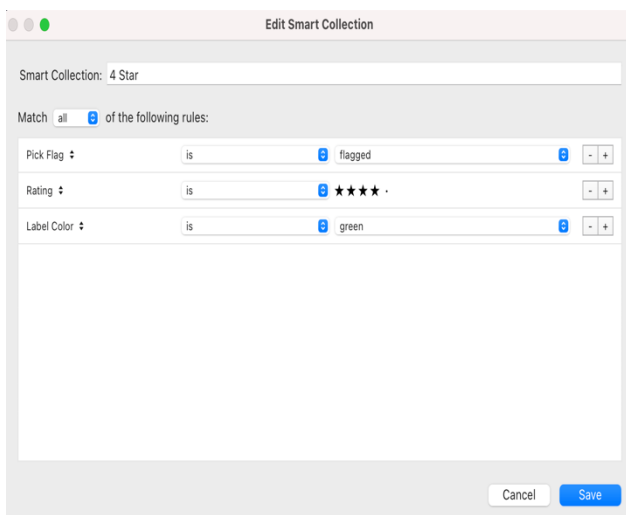 Edit Smart Collection
Smart Collection: 4 Star
Match all of the following rules:
Pick Flag is flagged - +
Rating is ★★★★ · - +
Label Color is green - +
Cancel Save